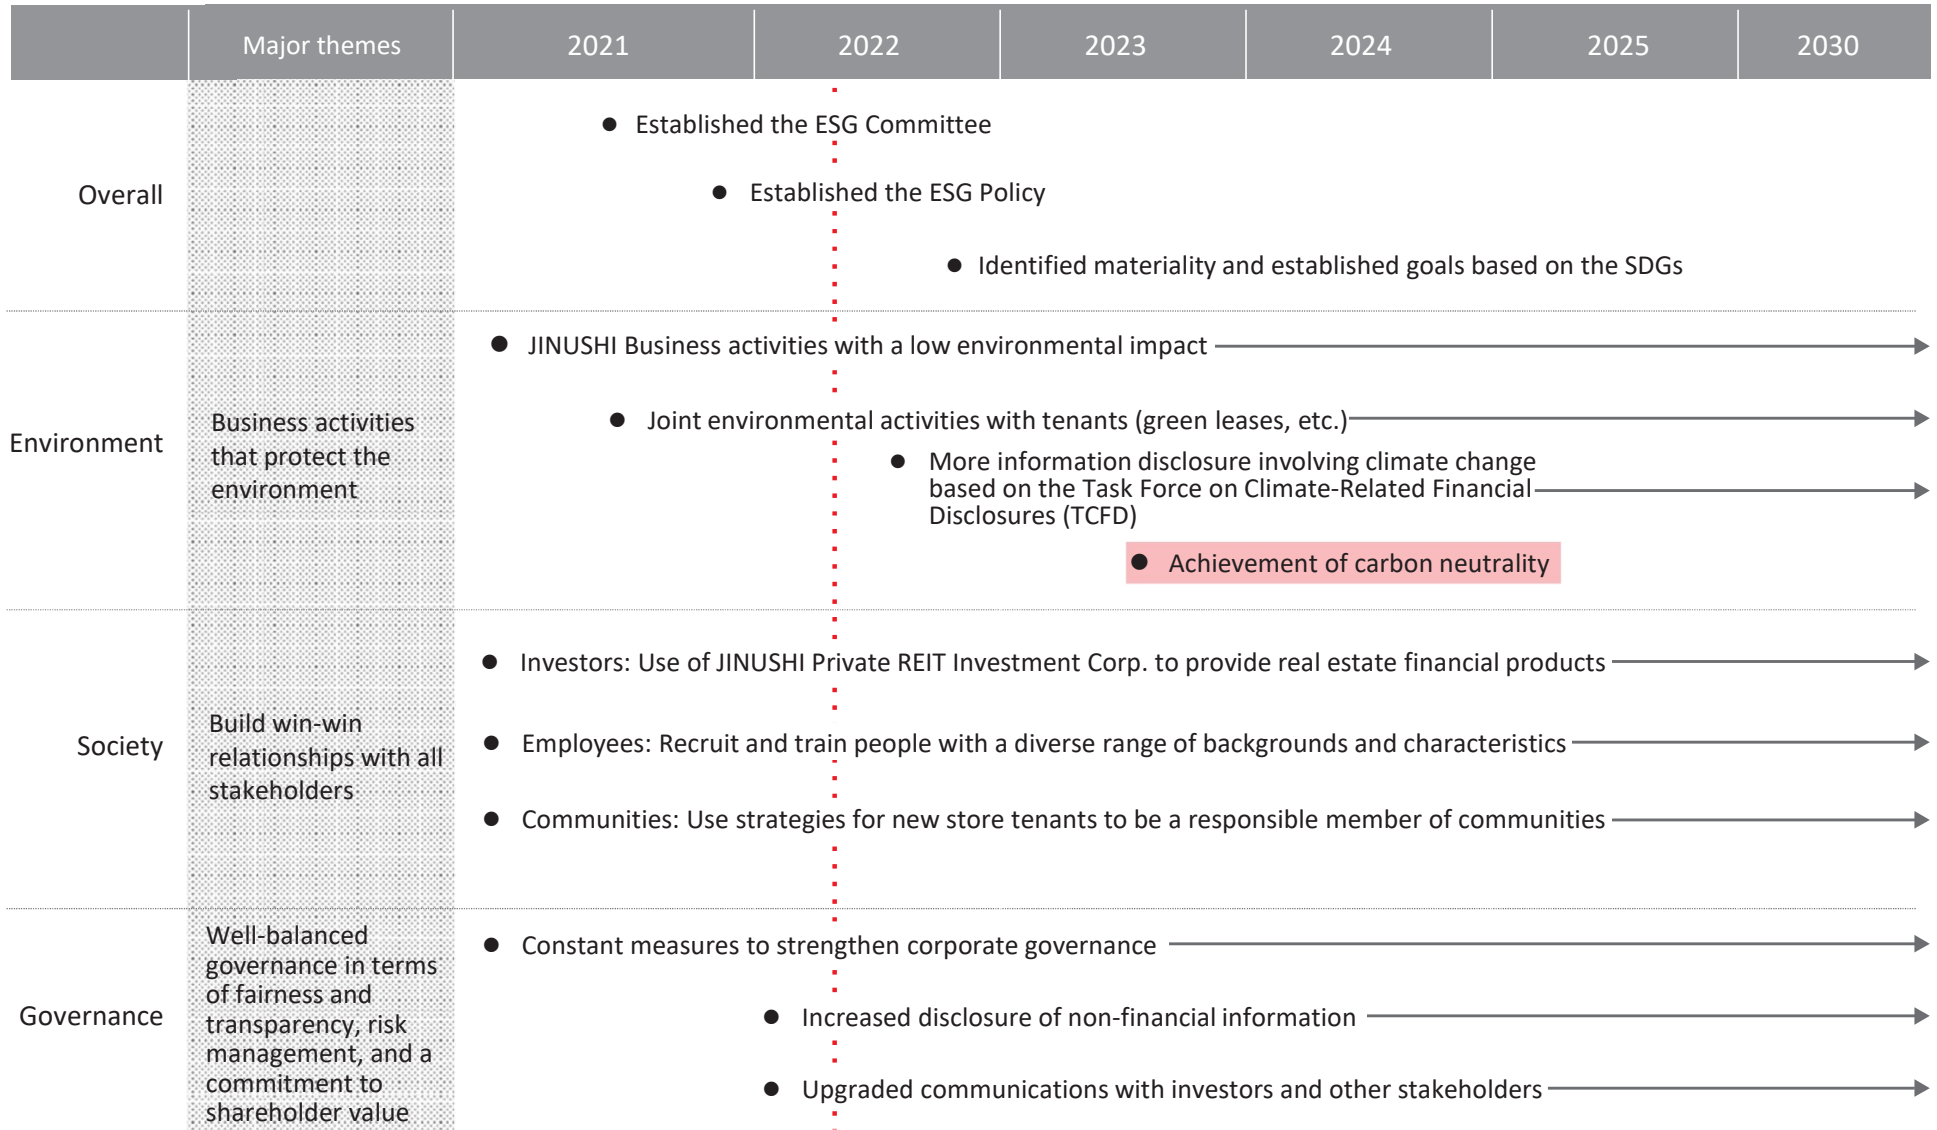 Major themes 2021 2022 2023 2024 2025 2030
Overall
Established the ESG Committee
Established the ESG Policy
Identified materiality and established goals based on the SDGs
Environment
Business activities
that protect the
environment
JINUSHI Business activities with a low environmental impact
Joint environmental activities with tenants (green leases, etc.)
More information disclosure involving climate change
based on the Task Force on Climate-Related Financial
Disclosures (TCFD)
Achievement of carbon neutrality
Society
Build win-win
relationships with all
stakeholders
Investors: Use of JINUSHI Private REIT Investment Corp. to provide real estate financial products
Employees: Recruit and train people with a diverse range of backgrounds and characteristics
Communities: Use strategies for new store tenants to be a responsible member of communities
Governance
Well-balanced
governance in terms
of fairness and
transparency, risk
management, and a
commitment to
shareholder value
Constant measures to strengthen corporate governance
Increased disclosure of non-financial information
Upgraded communications with investors and other stakeholders